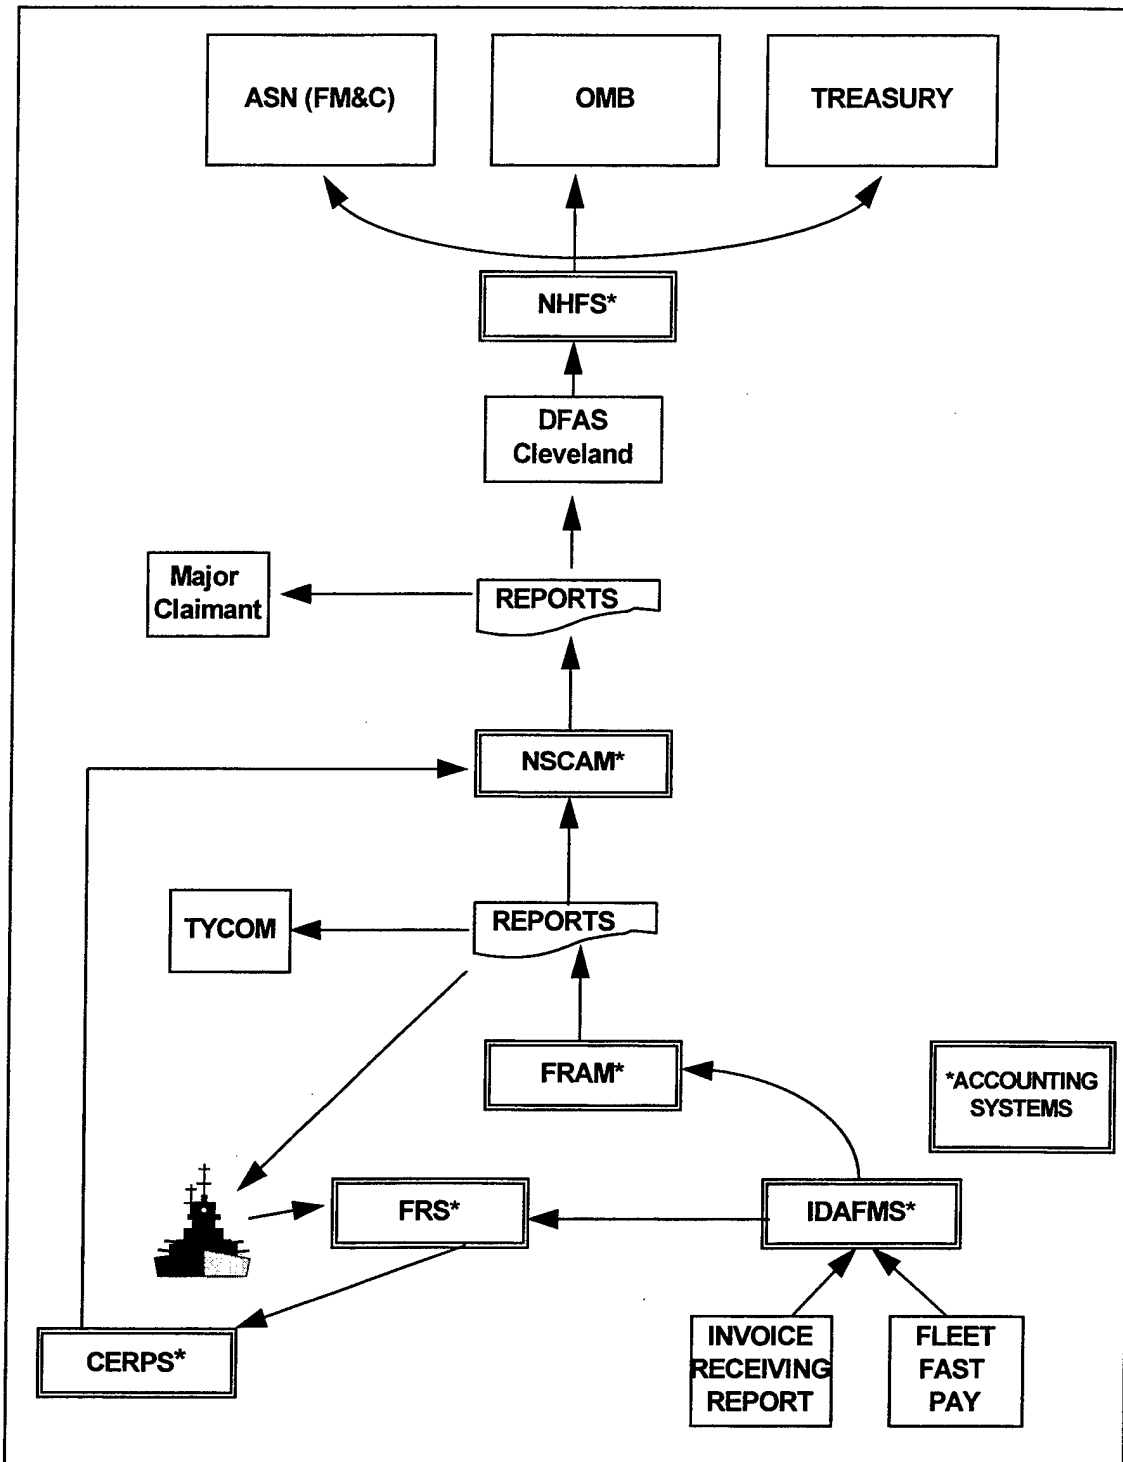 ASN (FM&C)
OMB
TREASURY
NHFS*
DFAS
Cleveland
Major
Claimant
REPORTS
NSCAM*
TYCOM
REPORTS
FRAM*
*ACCOUNTING
SYSTEMS
FRS*
IDAFMS*
CERPS*
INVOICE
RECEIVING
REPORT
FLEET
FAST
PAY